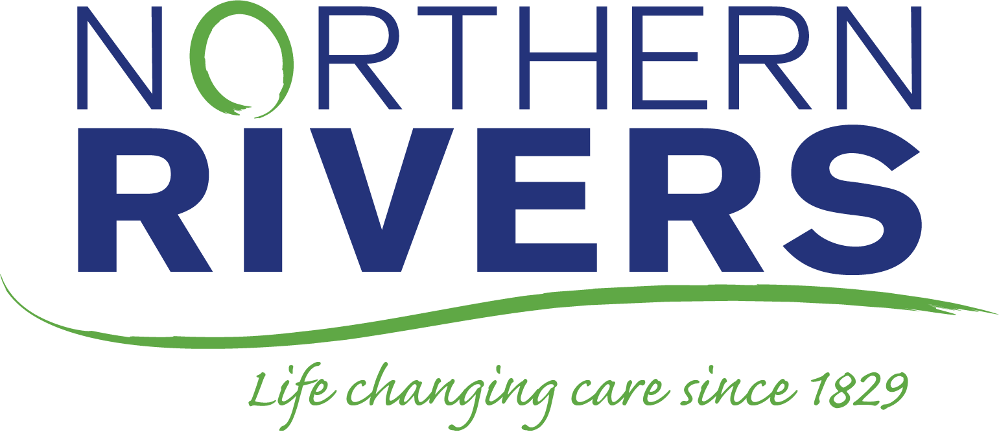 NORTHERN
RIVERS
Life changing care since 1829